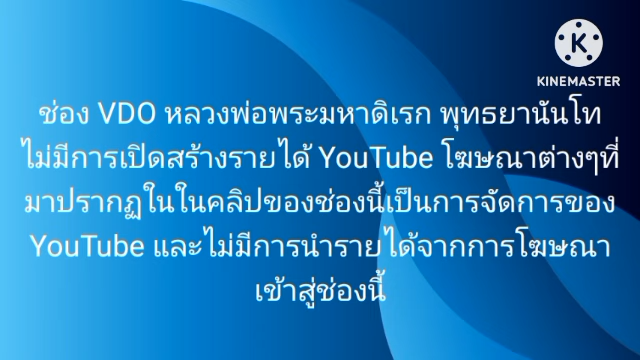 KINEMASTER
ช่อง VDO หลวงพ่อพระมหาดิเรก พุทธยานันโท
ไม่มีการเปิดสร้างรายได้ YouTube โฆษณาต่างๆที่
มาปรากฏในในคลิปของช่องนี้เป็นการจัดการของ
YouTube และไม่มีการนำรายได้จากการโฆษณา
เข้าสู่ช่องนี้